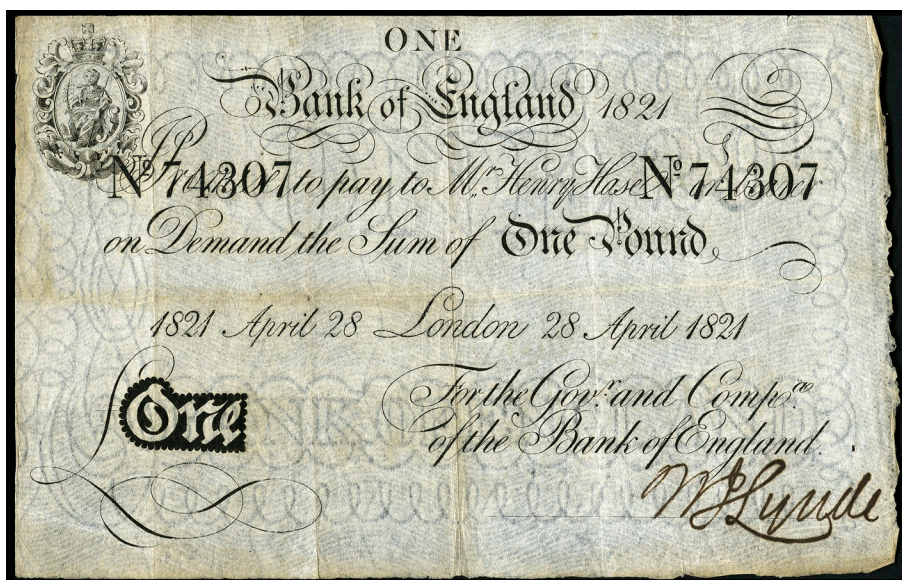 ONE
Bank of England 1821
Nº 74307 to pay to Mr. Henry Hase Nº 74307
on Demand the Sum of One Pound
1821 April 28 London 28 April 1821
For the Govr. and Compa.
£ One
of the Bank of England.